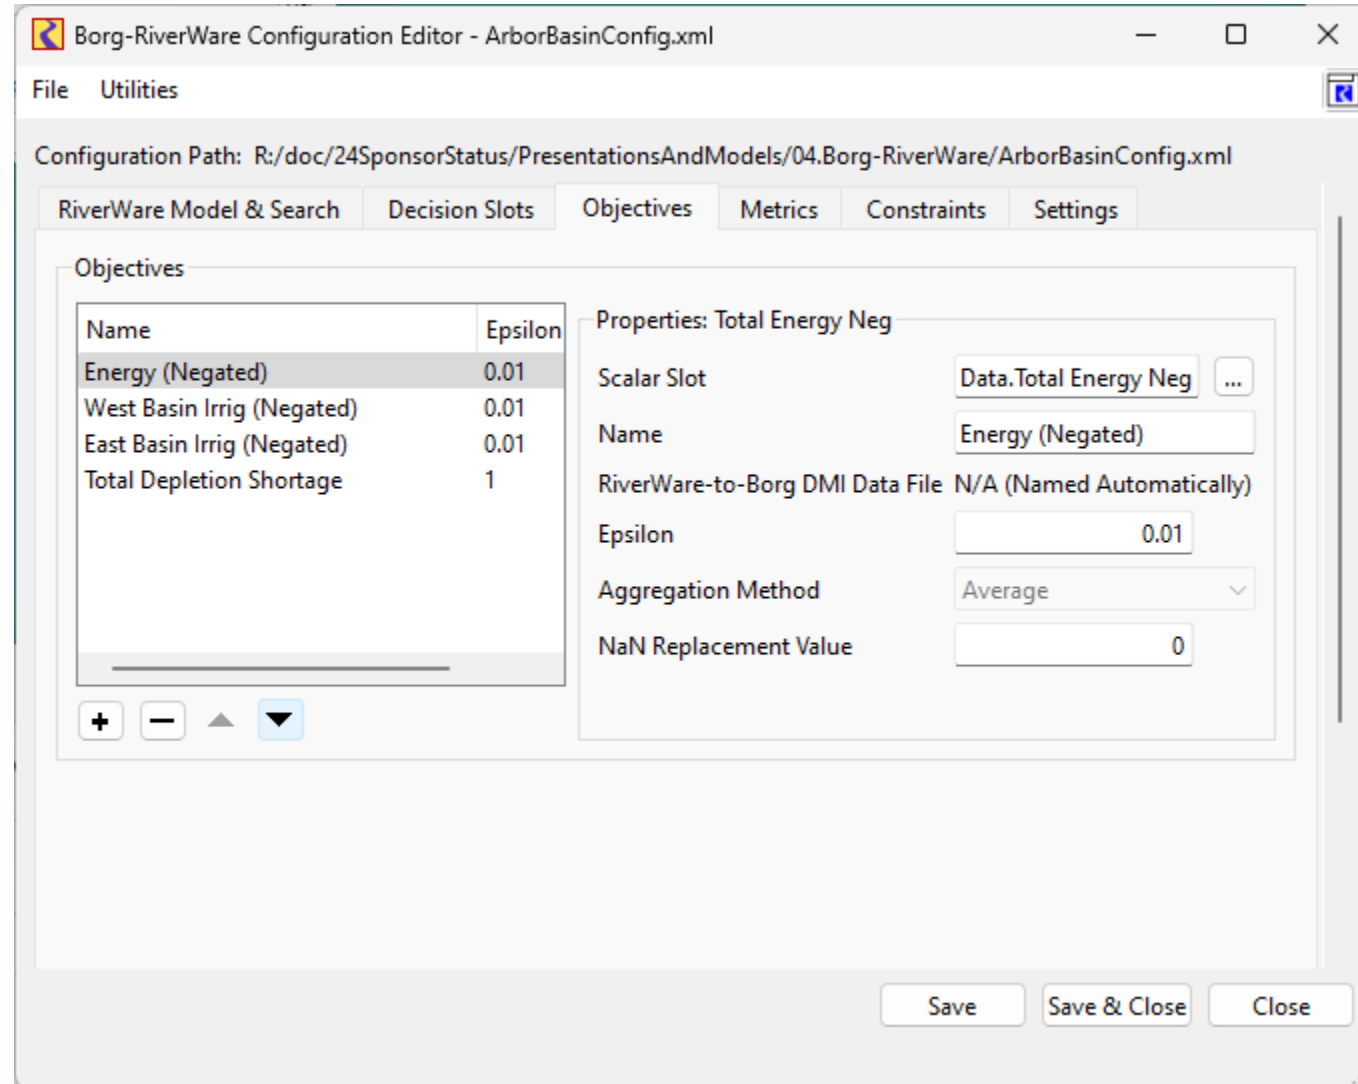 Borg-RiverWare Configuration Editor - ArborBasinConfig.xml
File Utilities
Configuration Path: R:/doc/24SponsorStatus/PresentationsAndModels/04.Borg-RiverWare/ArborBasinConfig.xml
RiverWare Model & Search Decision Slots Objectives Metrics Constraints Settings
Objectives
Name Epsilon
Energy (Negated) 0.01
West Basin Irrig (Negated) 0.01
East Basin Irrig (Negated) 0.01
Total Depletion Shortage 1
Properties: Total Energy Neg
Scalar Slot Data.Total Energy Neg ...
Name Energy (Negated)
RiverWare-to-Borg DMI Data File N/A (Named Automatically)
Epsilon 0.01
Aggregation Method Average
NaN Replacement Value 0
Save Save & Close Close